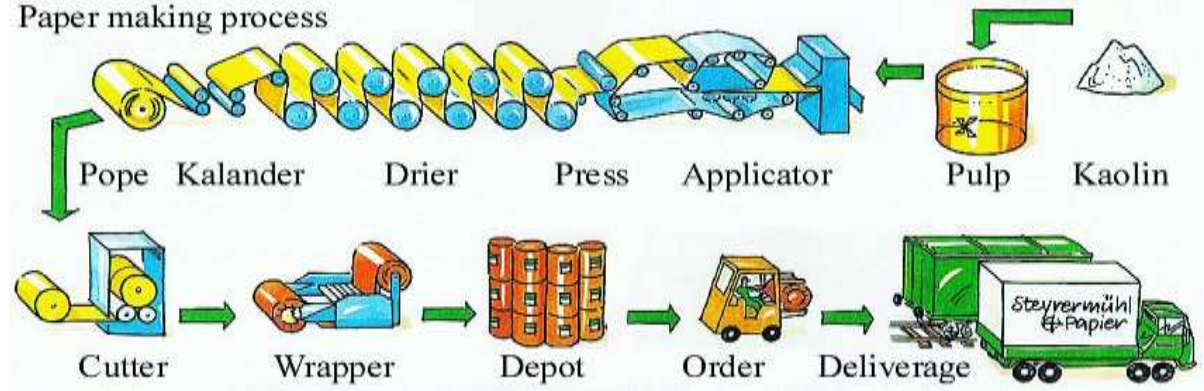 Paper making process
Pope Kalander Drier Press Applicator Pulp Kaolin
Steyrermühl
&Papier
Cutter Wrapper Depot Order Deliverage